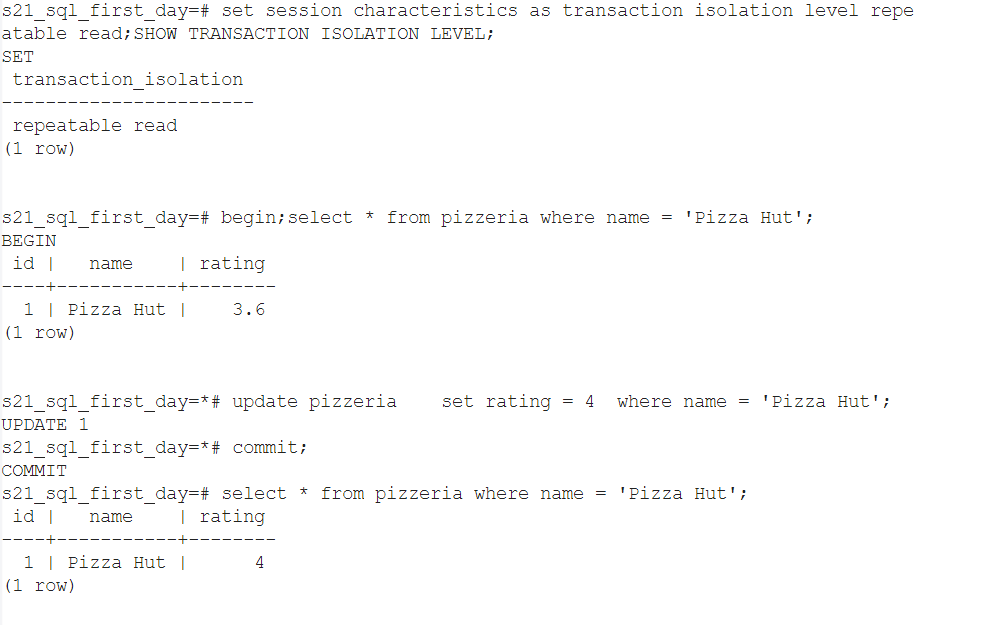 s21_sql_first_day=# set session characteristics as transaction isolation level repe
atable read;SHOW TRANSACTION ISOLATION LEVEL;
SET
 transaction_isolation
-----------------------
 repeatable read
(1 row)
s21_sql_first_day=# begin;select * from pizzeria where name = 'Pizza Hut';
BEGIN
 id |   name    | rating
----+-----------+--------
  1 | Pizza Hut |    3.6
(1 row)
s21_sql_first_day=*# update pizzeria    set rating = 4  where name = 'Pizza Hut';
UPDATE 1
s21_sql_first_day=*# commit;
COMMIT
s21_sql_first_day=# select * from pizzeria where name = 'Pizza Hut';
 id |   name    | rating
----+-----------+--------
  1 | Pizza Hut |      4
(1 row)